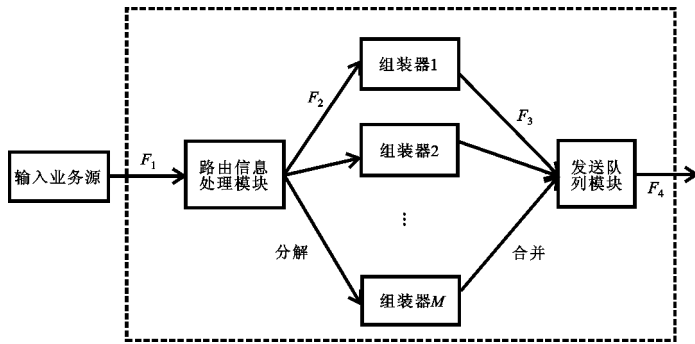 组装器1
F2
F3
F1
组装器2
输入业务源
路由信息
处理模块
发送队
列模块
F4
⋮
分解
合并
组装器M